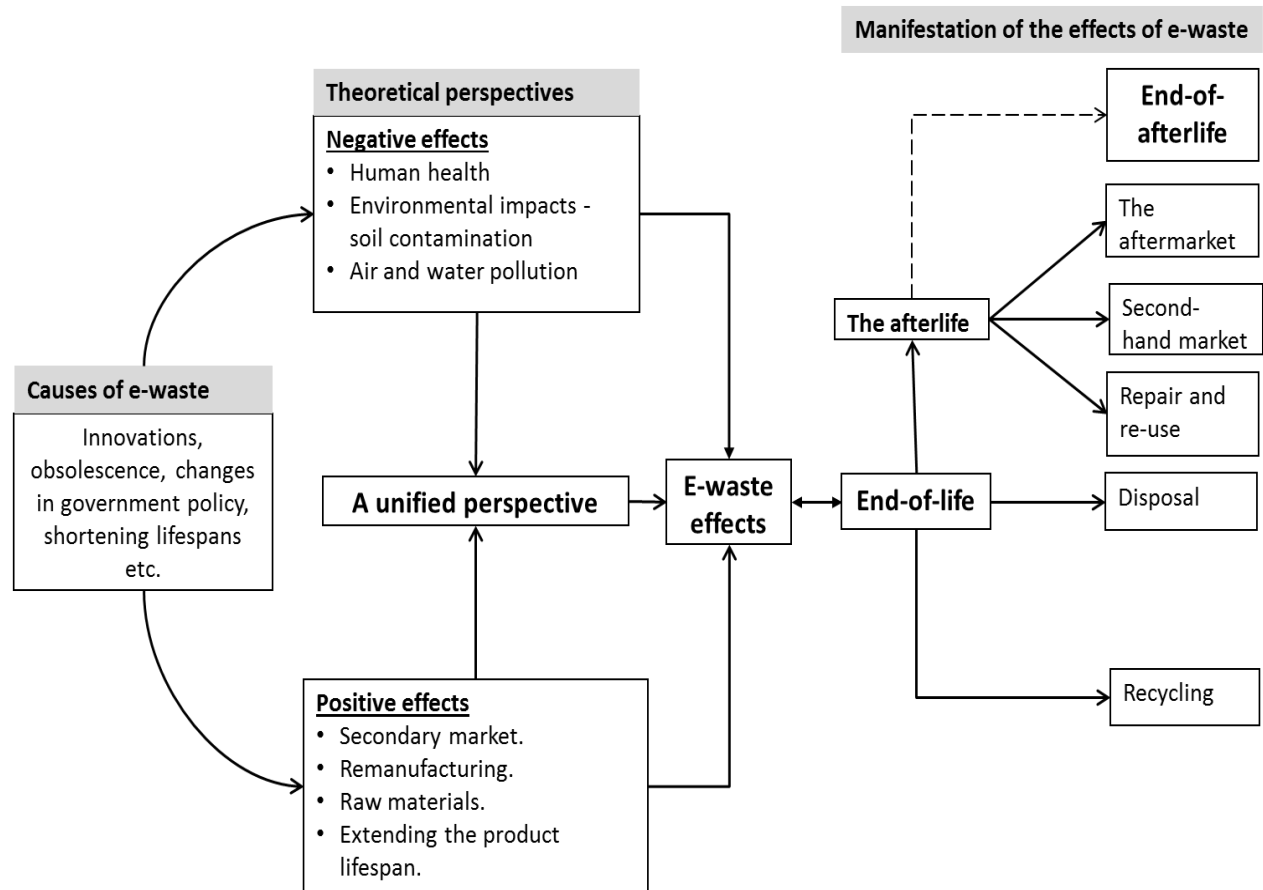 Manifestation of the effects of e-waste
Theoretical perspectives
Negative effects
• Human health
• Environmental impacts -
soil contamination
• Air and water pollution
Causes of e-waste
Innovations,
obsolescence, changes
in government policy,
shortening lifespans
etc.
A unified perspective
Positive effects
• Secondary market.
• Remanufacturing.
• Raw materials.
• Extending the product
lifespan.
E-waste
effects
End-of-life
The afterlife
End-of-
afterlife
The
aftermarket
Second-
hand market
Repair and
re-use
Disposal
Recycling